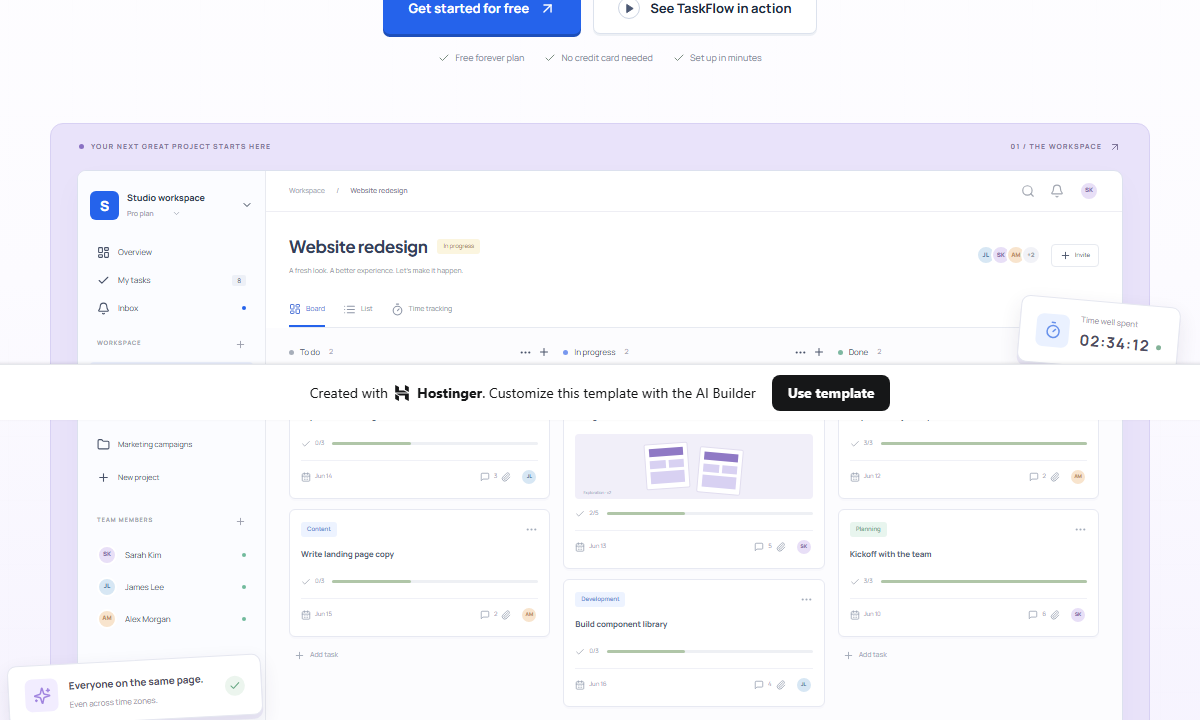 Get started for free
See TaskFlow in action
Free forever plan
No credit card needed
Set up in minutes
YOUR NEXT GREAT PROJECT STARTS HERE
01 / THE WORKSPACE
S
Studio workspace
Pro plan
Workspace / Website redesign
SK
Overview
My tasks 8
Inbox
WORKSPACE
Website redesign In progress
A fresh look. A better experience. Let's make it happen.
JL SK AM +2
Invite
Board
List
Time tracking
Time well spent
02:34:12
To do 2
In progress 2
Done 2
Created with Hostinger. Customize this template with the AI Builder
Use template
Marketing campaigns
New project
TEAM MEMBERS
SK Sarah Kim
JL James Lee
AM Alex Morgan
Everyone on the same page.
Even across time zones.
0/3
Jun 14 3 JL
Content
Write landing page copy
0/3
Jun 15 2 AM
Add task
2/5
Jun 13 5 SK
Development
Build component library
0/3
Jun 16 4 JL
3/3
Jun 12 2 AM
Planning
Kickoff with the team
3/3
Jun 10 6 SK
Add task